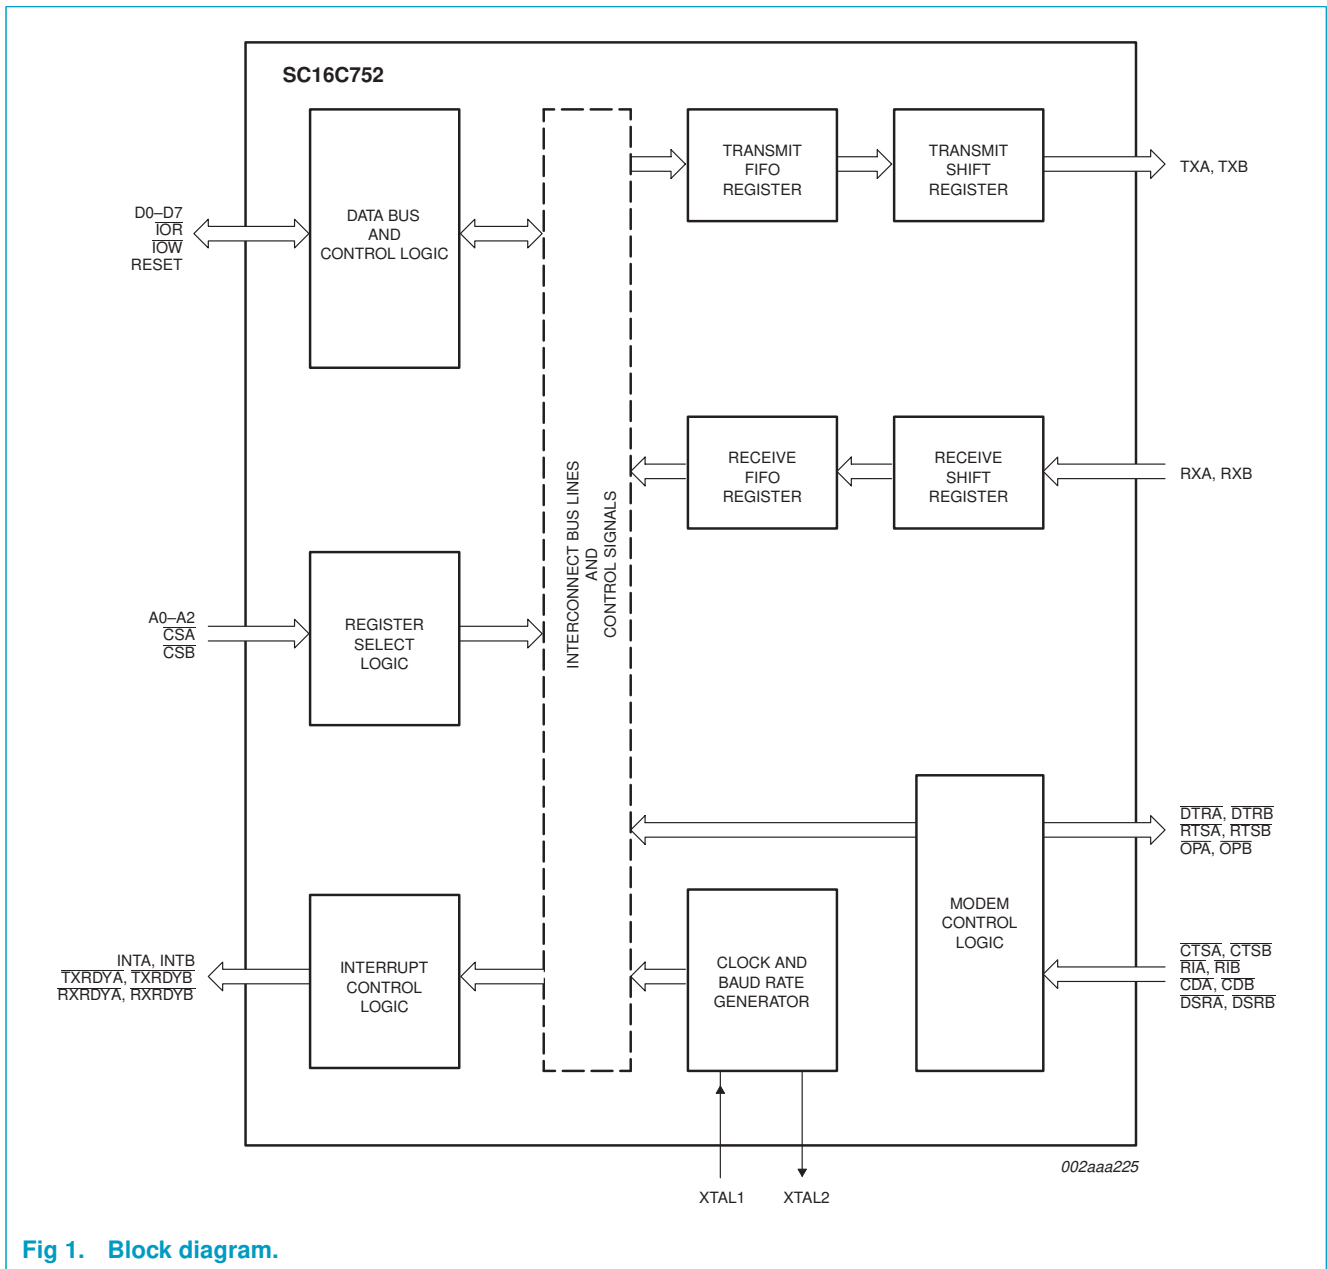 SC16C752
D0–D7
IOR
IOW
RESET
DATA BUS
AND
CONTROL LOGIC
TRANSMIT
FIFO
REGISTER
TRANSMIT
SHIFT
REGISTER
TXA, TXB
INTERCONNECT BUS LINES
AND
CONTROL SIGNALS
RECEIVE
FIFO
REGISTER
RECEIVE
SHIFT
REGISTER
RXA, RXB
A0–A2
CSA
CSB
REGISTER
SELECT
LOGIC
DTRA, DTRB
RTSA, RTSB
OPA, OPB
MODEM
CONTROL
LOGIC
CTSA, CTSB
RIA, RIB
CDA, CDB
DSRA, DSRB
INTA, INTB
TXRDYA, TXRDYB
RXRDYA, RXRDYB
INTERRUPT
CONTROL
LOGIC
CLOCK AND
BAUD RATE
GENERATOR
XTAL1
XTAL2
002aaa225
Fig 1. Block diagram.